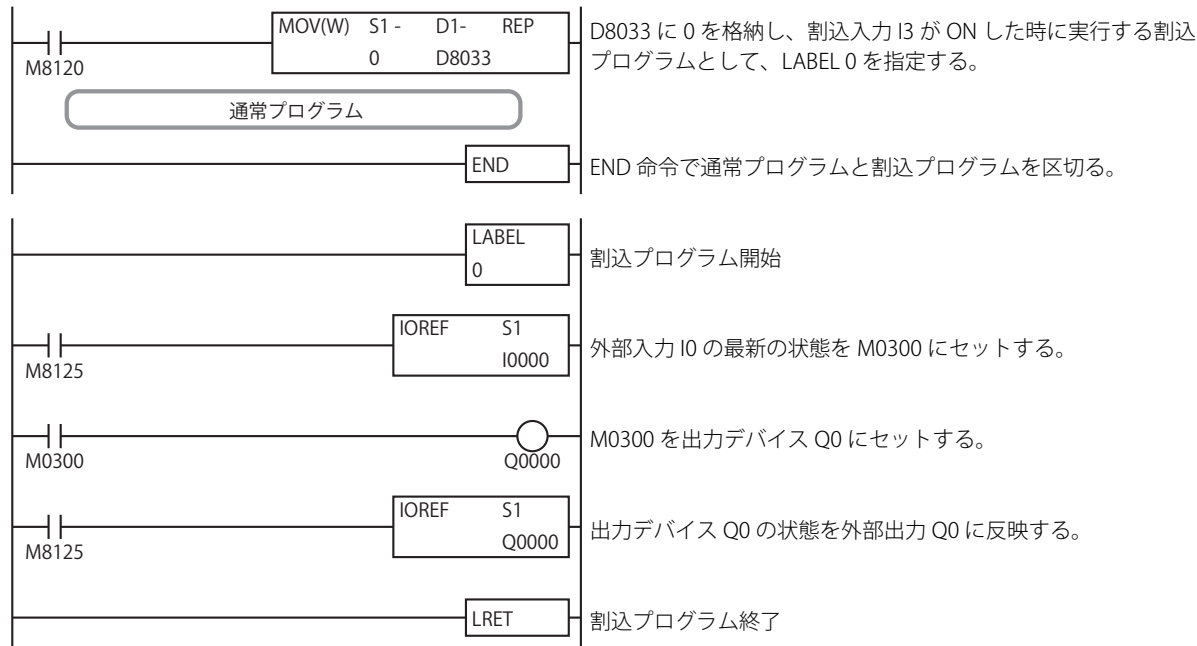 MOV(W) S1 - D1- REP
0 D8033
M8120
D8033 に 0 を格納し、割込入力 I3 が ON した時に実行する割込
プログラムとして、LABEL 0 を指定する。
通常プログラム
END
END 命令で通常プログラムと割込プログラムを区切る。
LABEL
0
割込プログラム開始
IOREF S1
I0000
M8125
外部入力 I0 の最新の状態を M0300 にセットする。
M0300
Q0000
M0300 を出力デバイス Q0 にセットする。
IOREF S1
Q0000
M8125
出力デバイス Q0 の状態を外部出力 Q0 に反映する。
LRET
割込プログラム終了